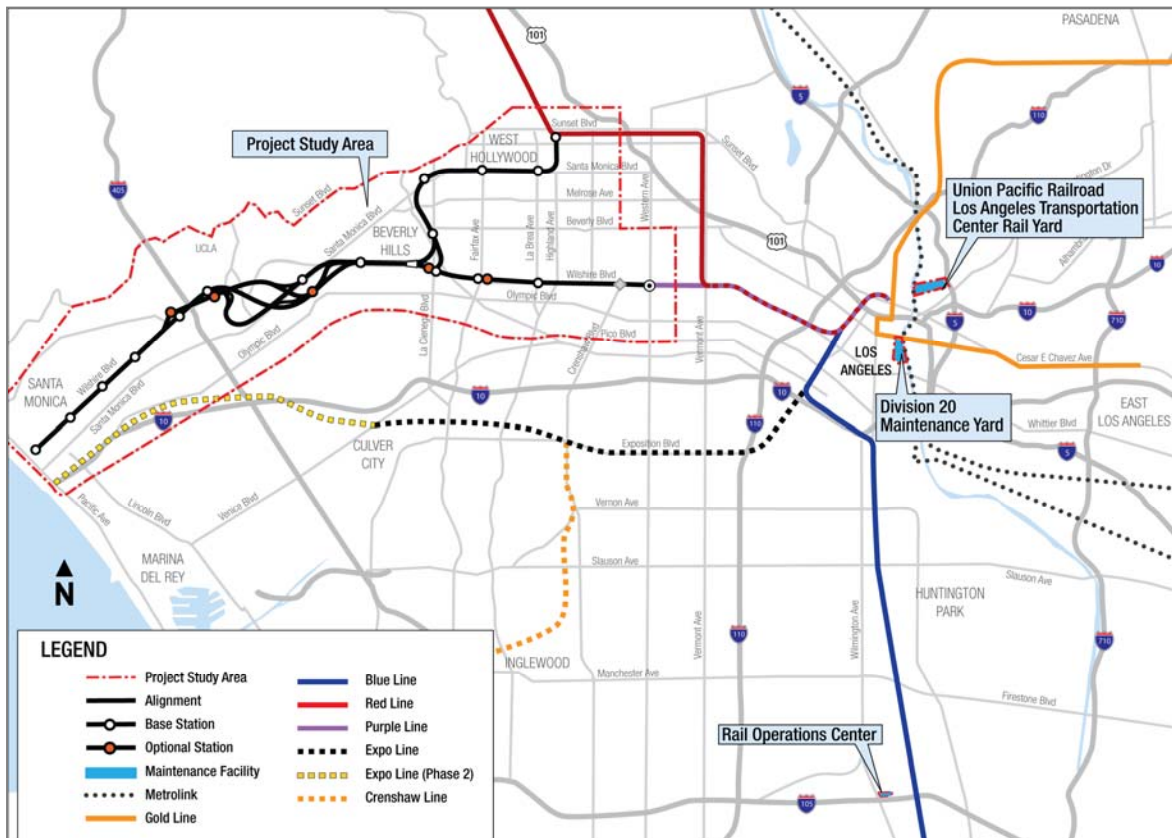 PASADENA
101
5
110
10
Sunset Blvd
WEST
HOLLYWOOD
Project Study Area
Sunset Blvd
Santa Monica Blvd
Melrose Ave
Beverly Blvd
Western Ave
Union Pacific Railroad
Los Angeles Transportation
Center Rail Yard
405
Sunset Blvd
Santa Monica Blvd
UCLA
BEVERLY
HILLS
Fairfax Ave
La Brea Ave
Highland Ave
101
Wilshire Blvd
Olympic Blvd
10
5
710
La Cienega Blvd
Crenshaw Blvd
Pico Blvd
Vermont Ave
LOS
ANGELES
Cesar E Chavez Ave
Olympic Blvd
Wilshire Blvd
SANTA
MONICA
Santa Monica Blvd
10
10
10
110
Division 20
Maintenance Yard
EAST
LOS ANGELES
Whittier Blvd
5
CULVER
CITY
Exposition Blvd
Pacific Ave
Lincoln Blvd
Venice Blvd
Vernon Ave
MARINA
DEL REY
Slauson Ave
Slauson Ave
N
HUNTINGTON
PARK
110
710
Vermont Ave
Wilmington Ave
INGLEWOOD
Manchester Ave
Firestone Blvd
Rail Operations Center
105
LEGEND
Project Study Area
Alignment
Base Station
Optional Station
Maintenance Facility
Metrolink
Gold Line
Blue Line
Red Line
Purple Line
Expo Line
Expo Line (Phase 2)
Crenshaw Line